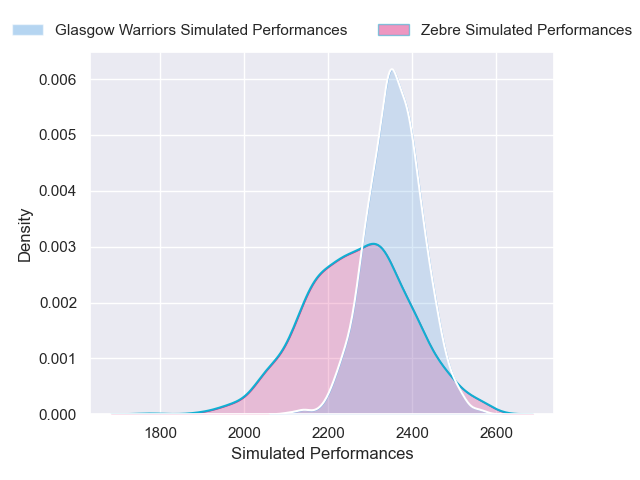 Glasgow Warriors Simulated Performances Zebre Simulated Performances
0.006
0.005
0.004
0.003
0.002
0.001
0.000
Density
1800 2000 2200 2400 2600
Simulated Performances